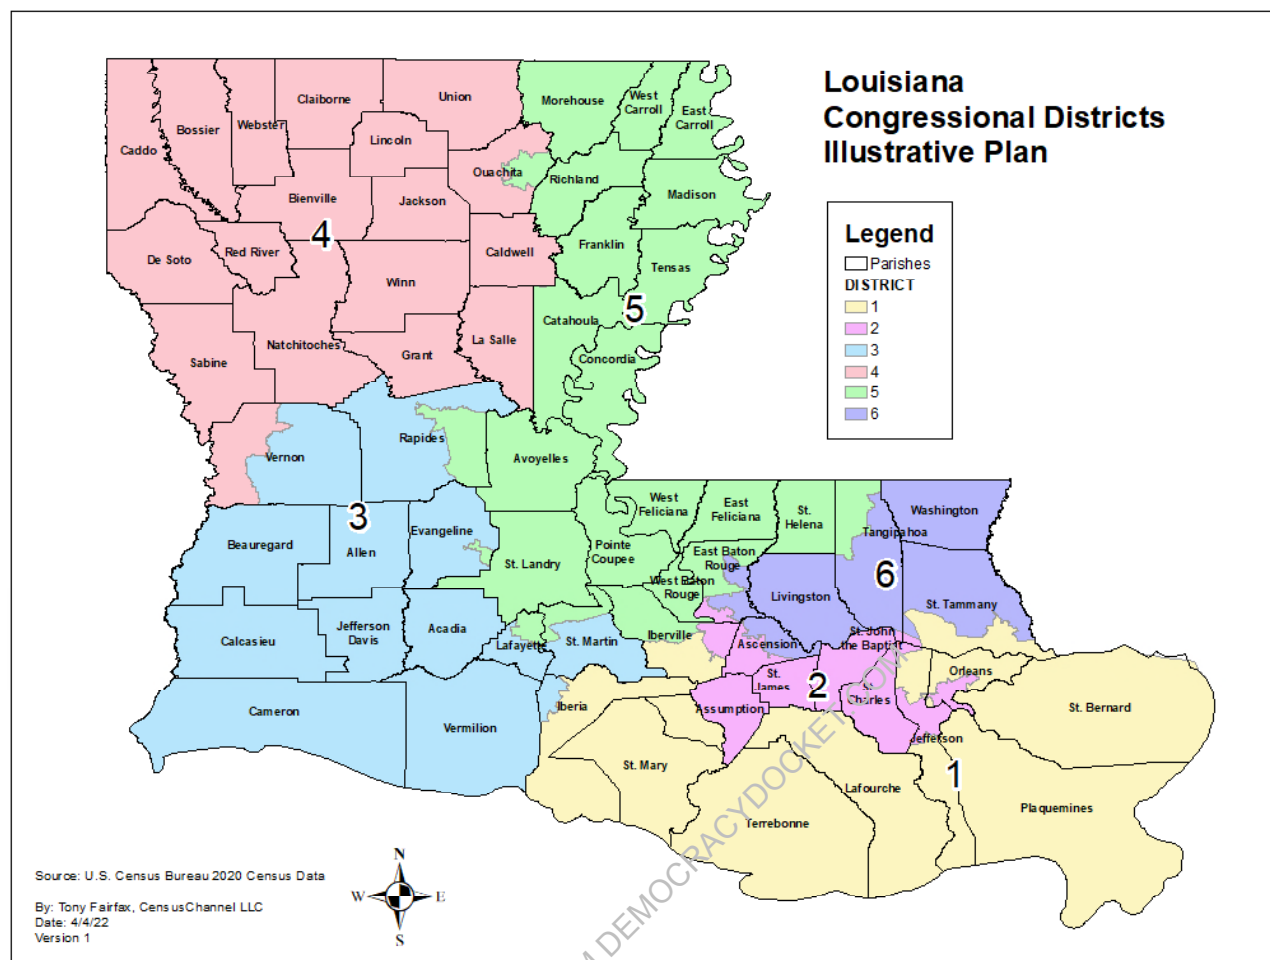 Louisiana
Congressional Districts
Illustrative Plan
Legend
Parishes
DISTRICT
1
2
3
4
5
6
Claiborne
Union
Morehouse
West
Carroll
East
Carroll
Webster
Bossier
Lincoln
Caddo
Ouachita
Richland
Madison
Bienville
Jackson
4
Red River
Caldwell
Franklin
De Soto
Winn
Tensas
5
Catahoula
La Salle
Natchitoches
Grant
Concordia
Sabine
Rapides
Vernon
Avoyelles
West
Feliciana
East
Feliciana
St.
Helena
Washington
3
Evangeline
Tangipahoa
Beauregard
Allen
Pointe
Coupee
East Baton
Rouge
St. Landry
6
West Baton
Rouge
Livingston
St. Tammany
Jefferson
Davis
Acadia
Calcasieu
Lafayette
St. Martin
Iberville
Ascension
St. John
the Baptist
Orleans
St.
James
2
St.
Charles
Cameron
Iberia
Assumption
St. Bernard
Vermilion
Jefferson
St. Mary
1
Lafourche
Plaquemines
Terrebonne
Source: U.S. Census Bureau 2020 Census Data
By: Tony Fairfax, CensusChannel LLC
Date: 4/4/22
Version 1
N
W
E
S
M DEMOCRACYDOCKET.COM